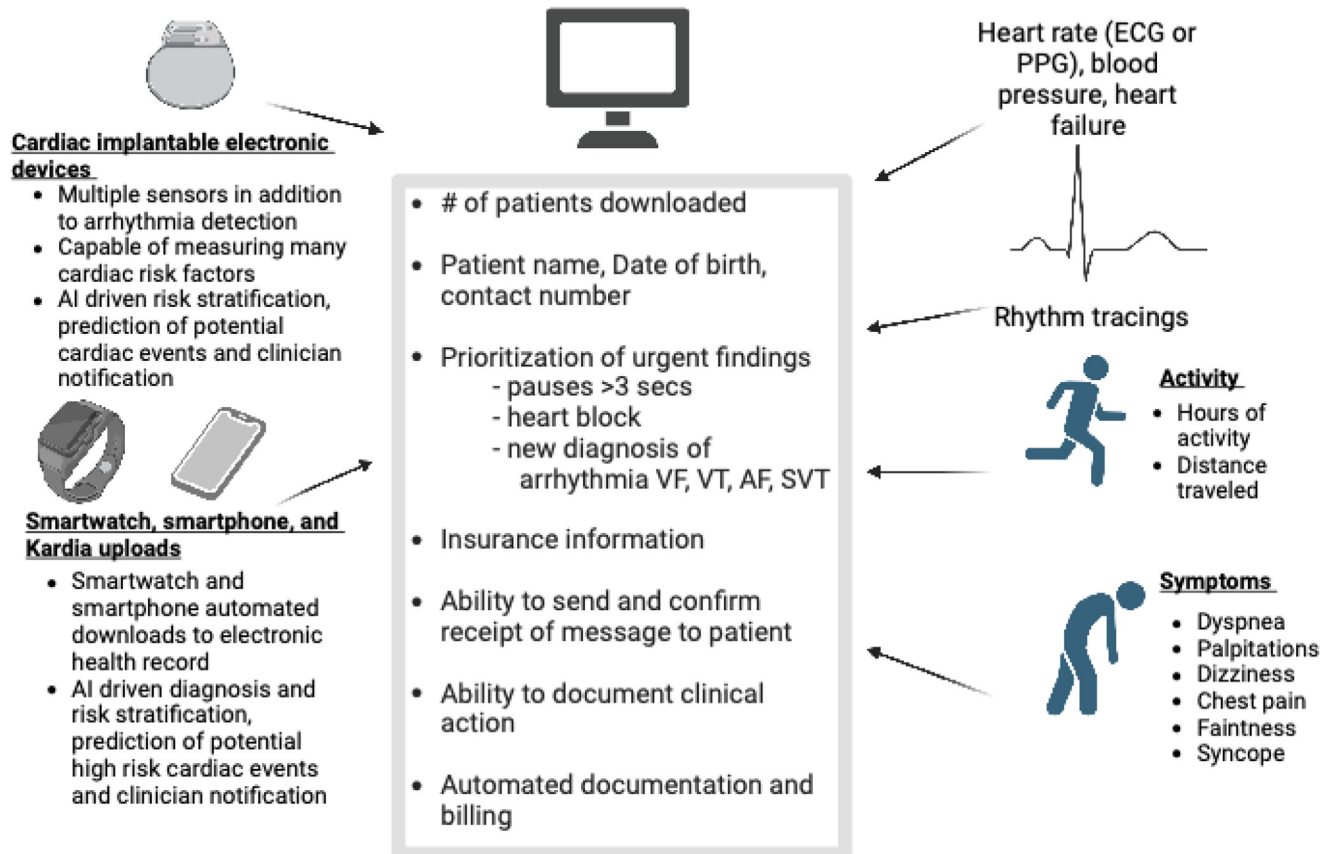 Cardiac implantable electronic
devices
• Multiple sensors in addition
to arrhythmia detection
• Capable of measuring many
cardiac risk factors
• AI driven risk stratification,
prediction of potential
cardiac events and clinician
notification
Smartwatch, smartphone, and
Kardia uploads
• Smartwatch and
smartphone automated
downloads to electronic
health record
• AI driven diagnosis and
risk stratification,
prediction of potential
high risk cardiac events
and clinician notification
• # of patients downloaded
• Patient name, Date of birth,
contact number
• Prioritization of urgent findings
- pauses >3 secs
- heart block
- new diagnosis of
arrhythmia VF, VT, AF, SVT
• Insurance information
• Ability to send and confirm
receipt of message to patient
• Ability to document clinical
action
• Automated documentation and
billing
Heart rate (ECG or
PPG), blood
pressure, heart
failure
Rhythm tracings
Activity
• Hours of
activity
• Distance
traveled
Symptoms
• Dyspnea
• Palpitations
• Dizziness
• Chest pain
• Faintness
• Syncope